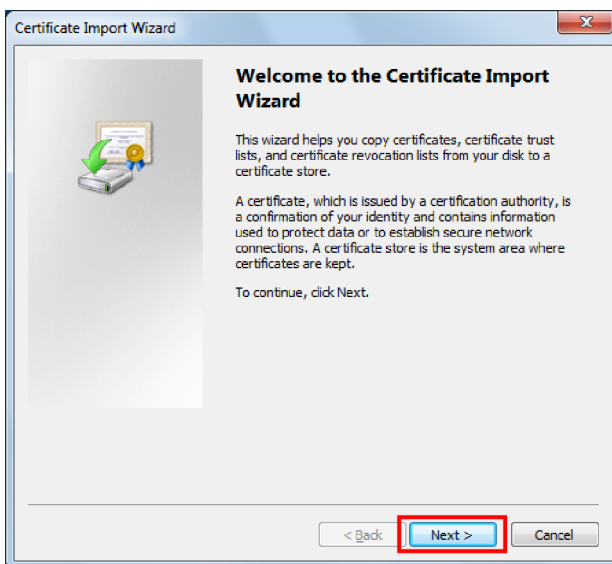 Certificate Import Wizard
Welcome to the Certificate Import
Wizard
This wizard helps you copy certificates, certificate trust
lists, and certificate revocation lists from your disk to a
certificate store.
A certificate, which is issued by a certification authority, is
a confirmation of your identity and contains information
used to protect data or to establish secure network
connections. A certificate store is the system area where
certificates are kept.
To continue, click Next.
< Back Next > Cancel